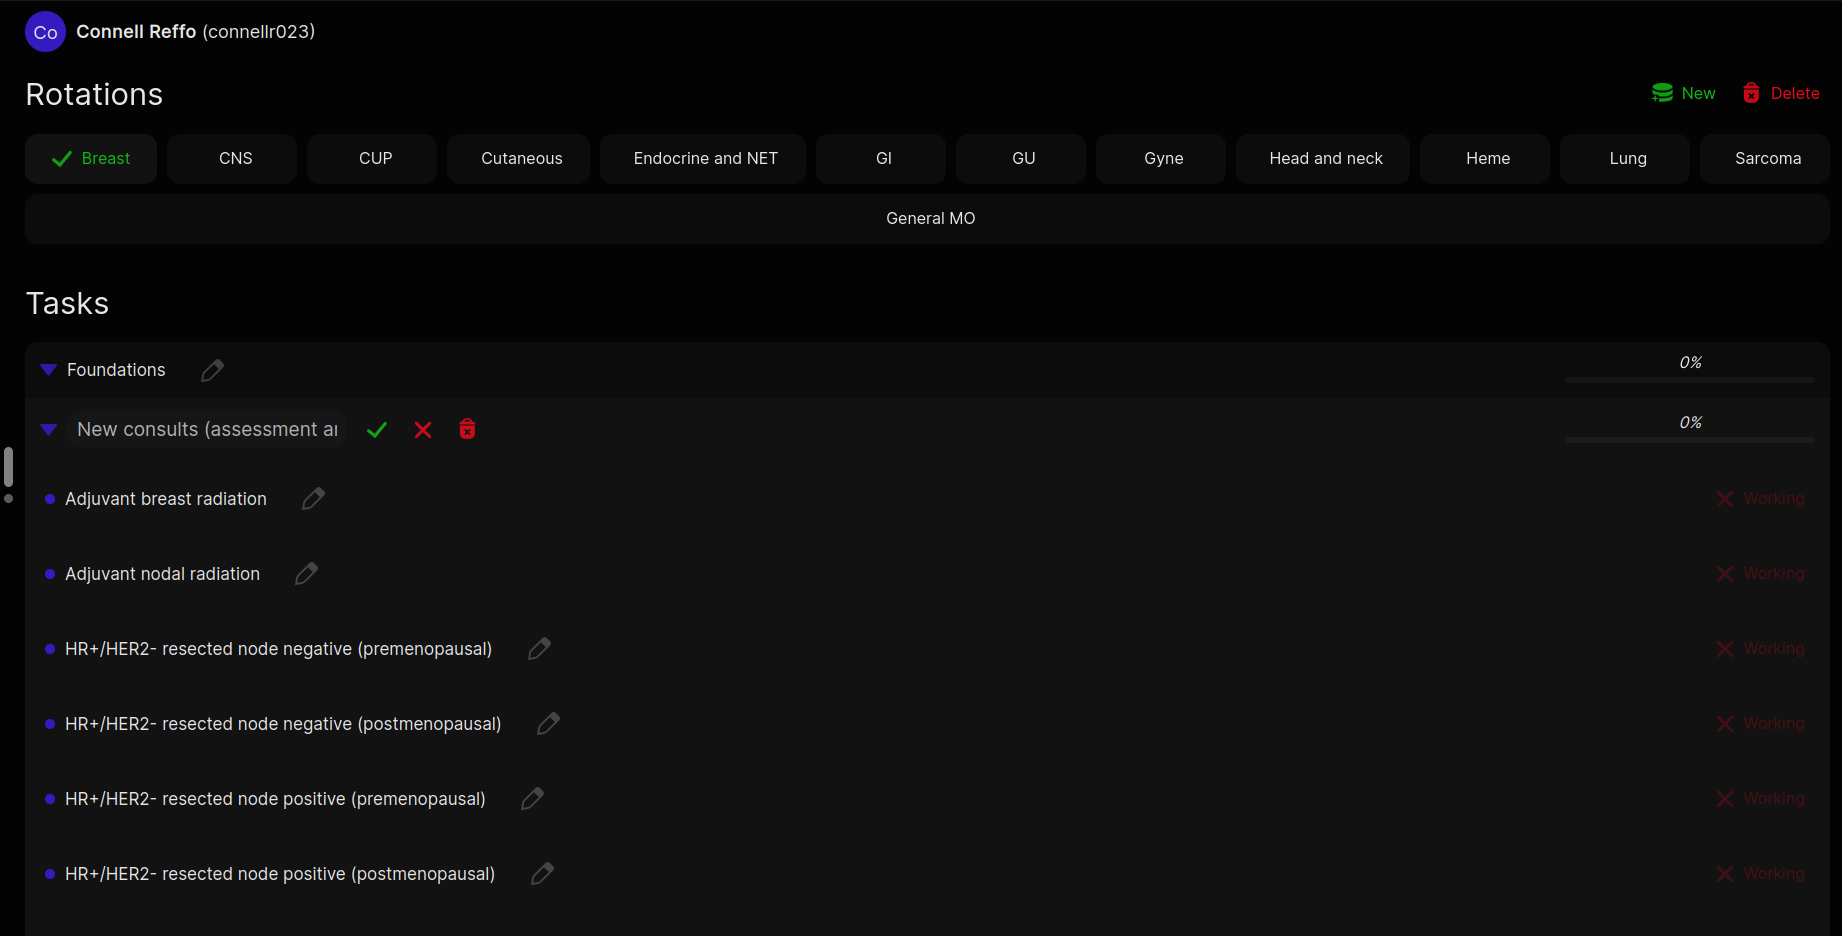 Co Connell Reffo (connellr023)
Rotations
New Delete
Breast CNS CUP Cutaneous Endocrine and NET GI GU Gyne Head and neck Heme Lung Sarcoma
General MO
Tasks
Foundations 0%
New consults (assessment 0%
Adjuvant breast radiation Working
Adjuvant nodal radiation Working
HR+/HER2- resected node negative (premenopausal) Working
HR+/HER2- resected node negative (postmenopausal) Working
HR+/HER2- resected node positive (premenopausal) Working
HR+/HER2- resected node positive (postmenopausal) Working